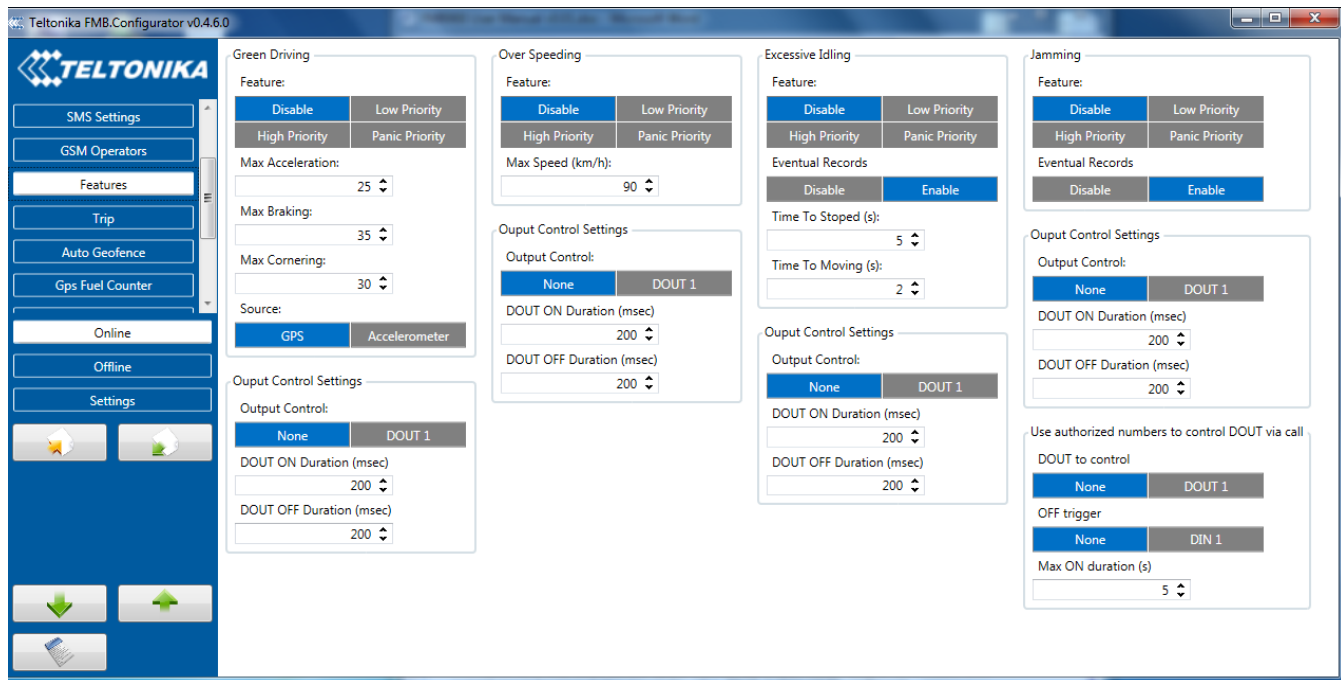 Teltonika FMB.Configurator v0.4.6.0
TELTONIKA
SMS Settings
GSM Operators
Features
Trip
Auto Geofence
Gps Fuel Counter
Online
Offline
Settings
Green Driving
Feature:
Disable Low Priority
High Priority Panic Priority
Max Acceleration:
25
Max Braking:
35
Max Cornering:
30
Source:
GPS Accelerometer
Ouput Control Settings
Output Control:
None DOUT 1
DOUT ON Duration (msec)
200
DOUT OFF Duration (msec)
200
Over Speeding
Feature:
Disable Low Priority
High Priority Panic Priority
Max Speed (km/h):
90
Ouput Control Settings
Output Control:
None DOUT 1
DOUT ON Duration (msec)
200
DOUT OFF Duration (msec)
200
Excessive Idling
Feature:
Disable Low Priority
High Priority Panic Priority
Eventual Records
Disable Enable
Time To Stoped (s):
5
Time To Moving (s):
2
Ouput Control Settings
Output Control:
None DOUT 1
DOUT ON Duration (msec)
200
DOUT OFF Duration (msec)
200
Jamming
Feature:
Disable Low Priority
High Priority Panic Priority
Eventual Records
Disable Enable
Ouput Control Settings
Output Control:
None DOUT 1
DOUT ON Duration (msec)
200
DOUT OFF Duration (msec)
200
Use authorized numbers to control DOUT via call
DOUT to control
None DOUT 1
OFF trigger
None DIN 1
Max ON duration (s)
5